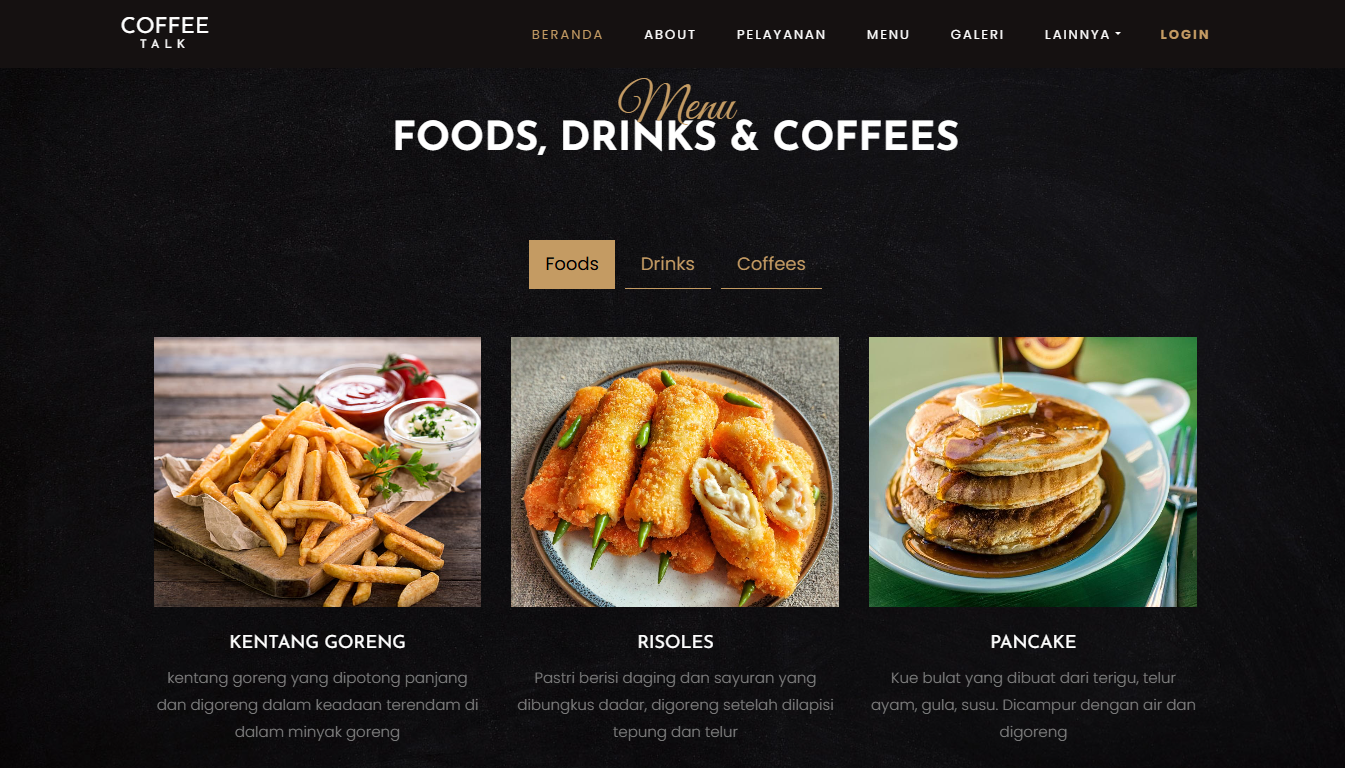 COFFEE
TALK
BERANDA ABOUT PELAYANAN MENU GALERI LAINNYA LOGIN
Menu
FOODS, DRINKS & COFFEES
Foods Drinks Coffees
KENTANG GORENG
kentang goreng yang dipotong panjang
dan digoreng dalam keadaan terendam di
dalam minyak goreng
RISOLES
Pastri berisi daging dan sayuran yang
dibungkus dadar, digoreng setelah dilapisi
tepung dan telur
PANCAKE
Kue bulat yang dibuat dari terigu, telur
ayam, gula, susu. Dicampur dengan air dan
digoreng